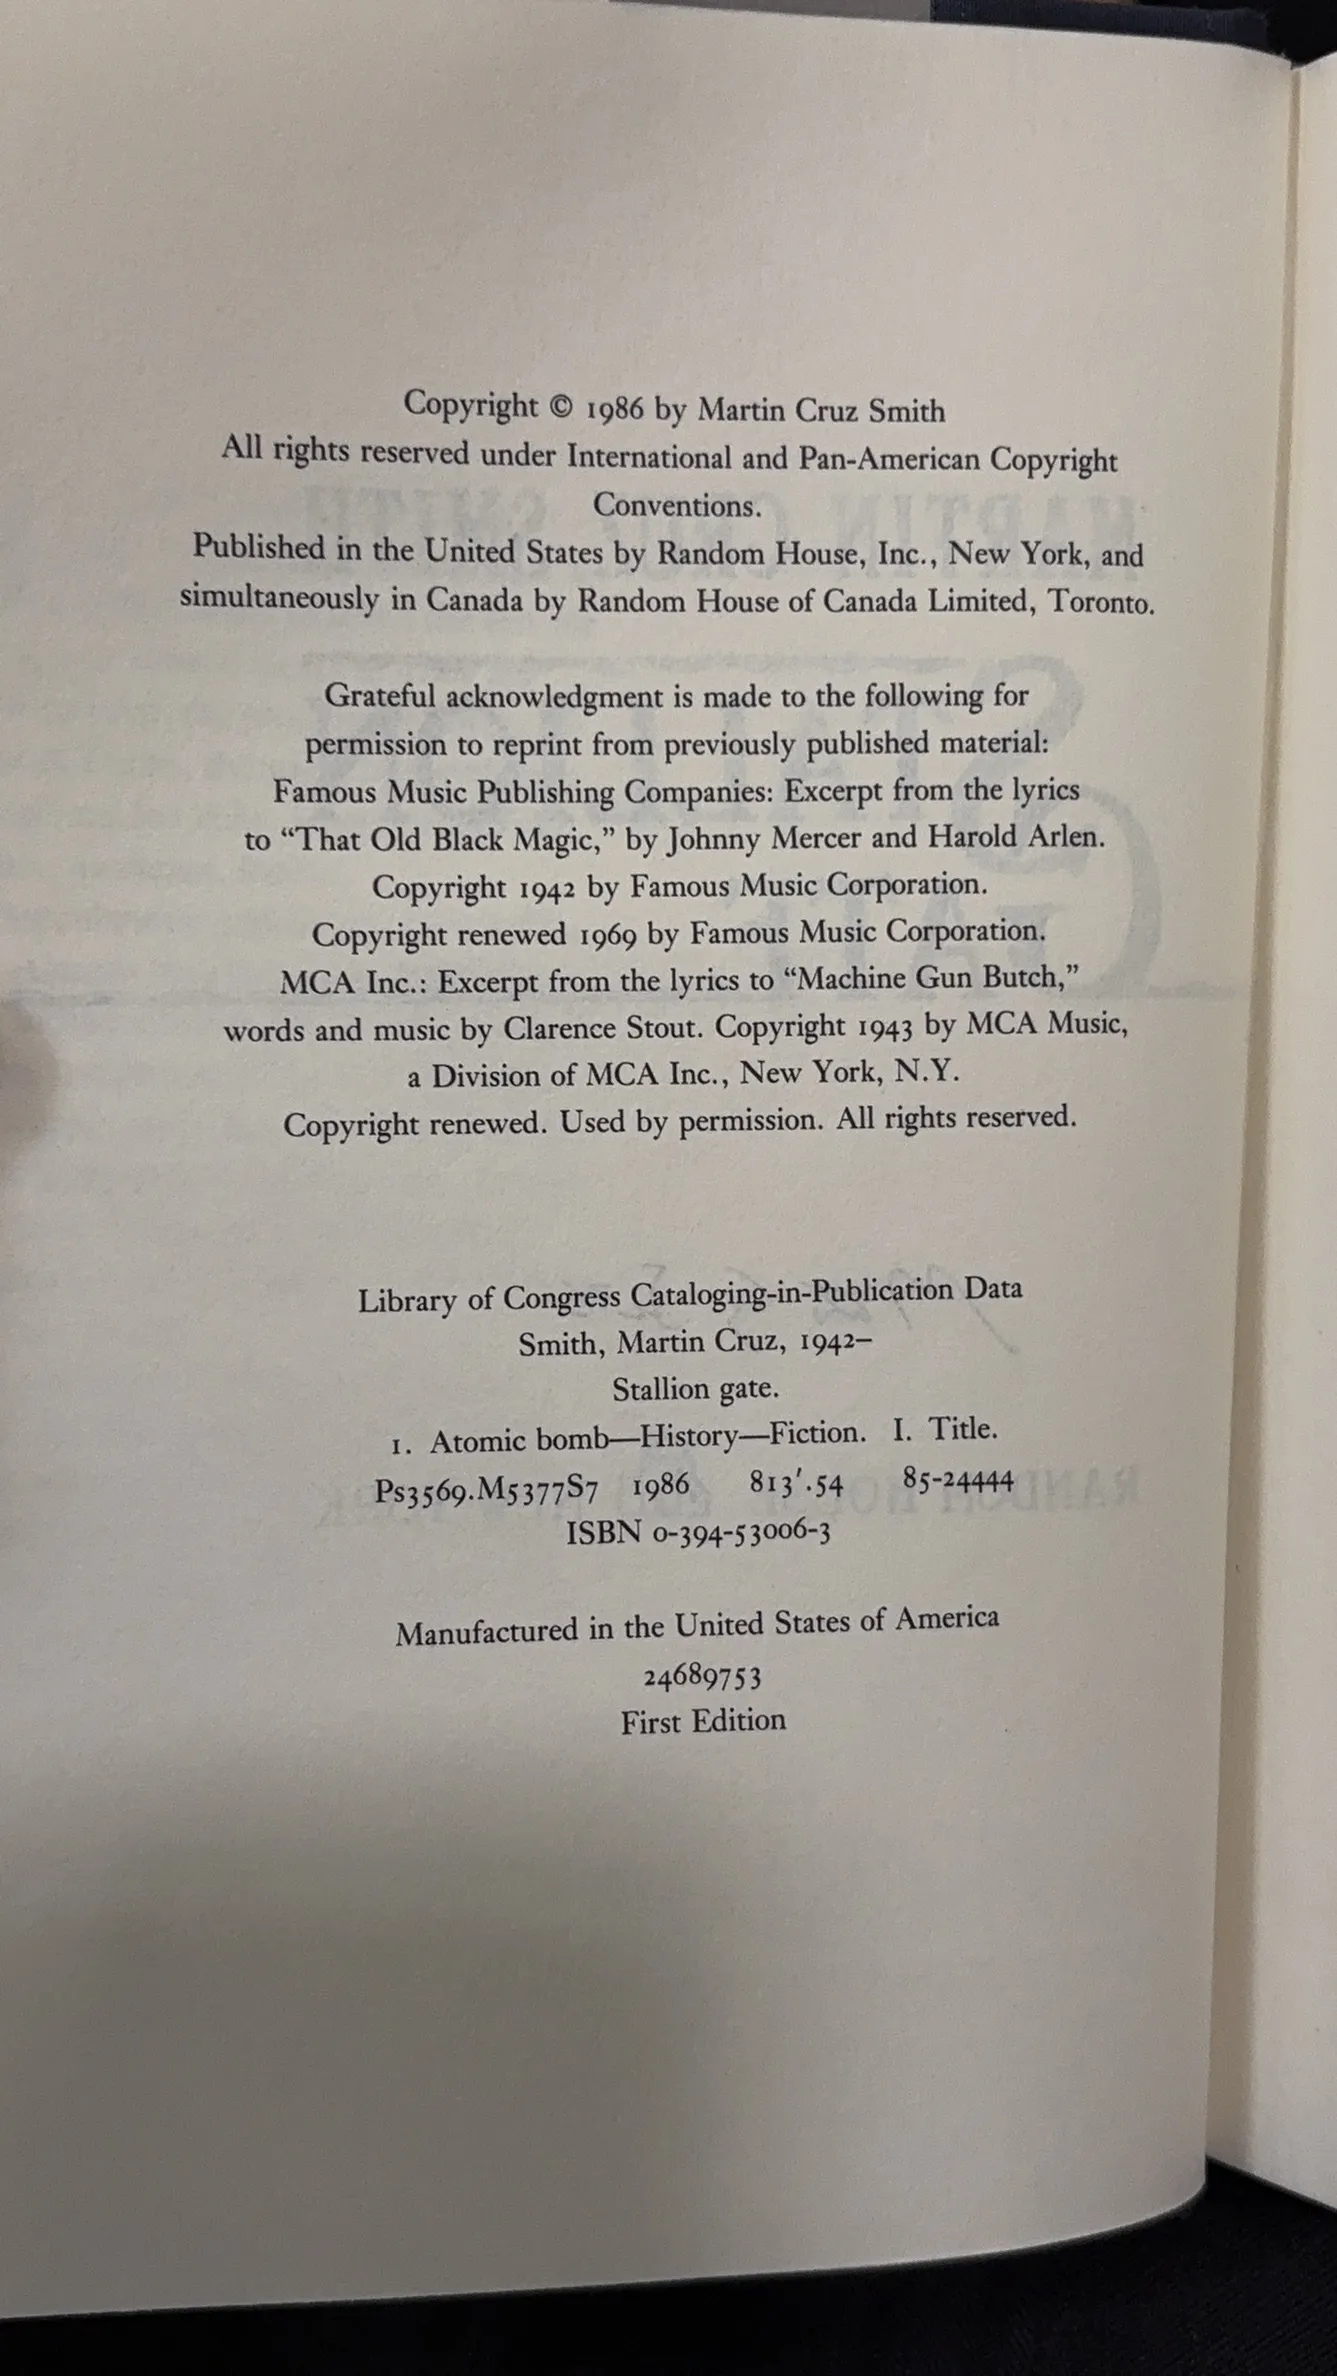 Copyright © 1986 by Martin Cruz Smith
All rights reserved under International and Pan-American Copyright
Conventions.
Published in the United States by Random House, Inc., New York, and
simultaneously in Canada by Random House of Canada Limited, Toronto.
Grateful acknowledgment is made to the following for
permission to reprint from previously published material:
Famous Music Publishing Companies: Excerpt from the lyrics
to “That Old Black Magic,” by Johnny Mercer and Harold Arlen.
Copyright 1942 by Famous Music Corporation.
Copyright renewed 1969 by Famous Music Corporation.
MCA Inc.: Excerpt from the lyrics to “Machine Gun Butch,”
words and music by Clarence Stout. Copyright 1943 by MCA Music,
a Division of MCA Inc., New York, N.Y.
Copyright renewed. Used by permission. All rights reserved.
Library of Congress Cataloging-in-Publication Data
Smith, Martin Cruz, 1942–
Stallion gate.
1. Atomic bomb—History—Fiction. I. Title.
Ps3569.M5377S7 1986 813'.54 85-24444
ISBN 0-394-53006-3
Manufactured in the United States of America
24689753
First Edition